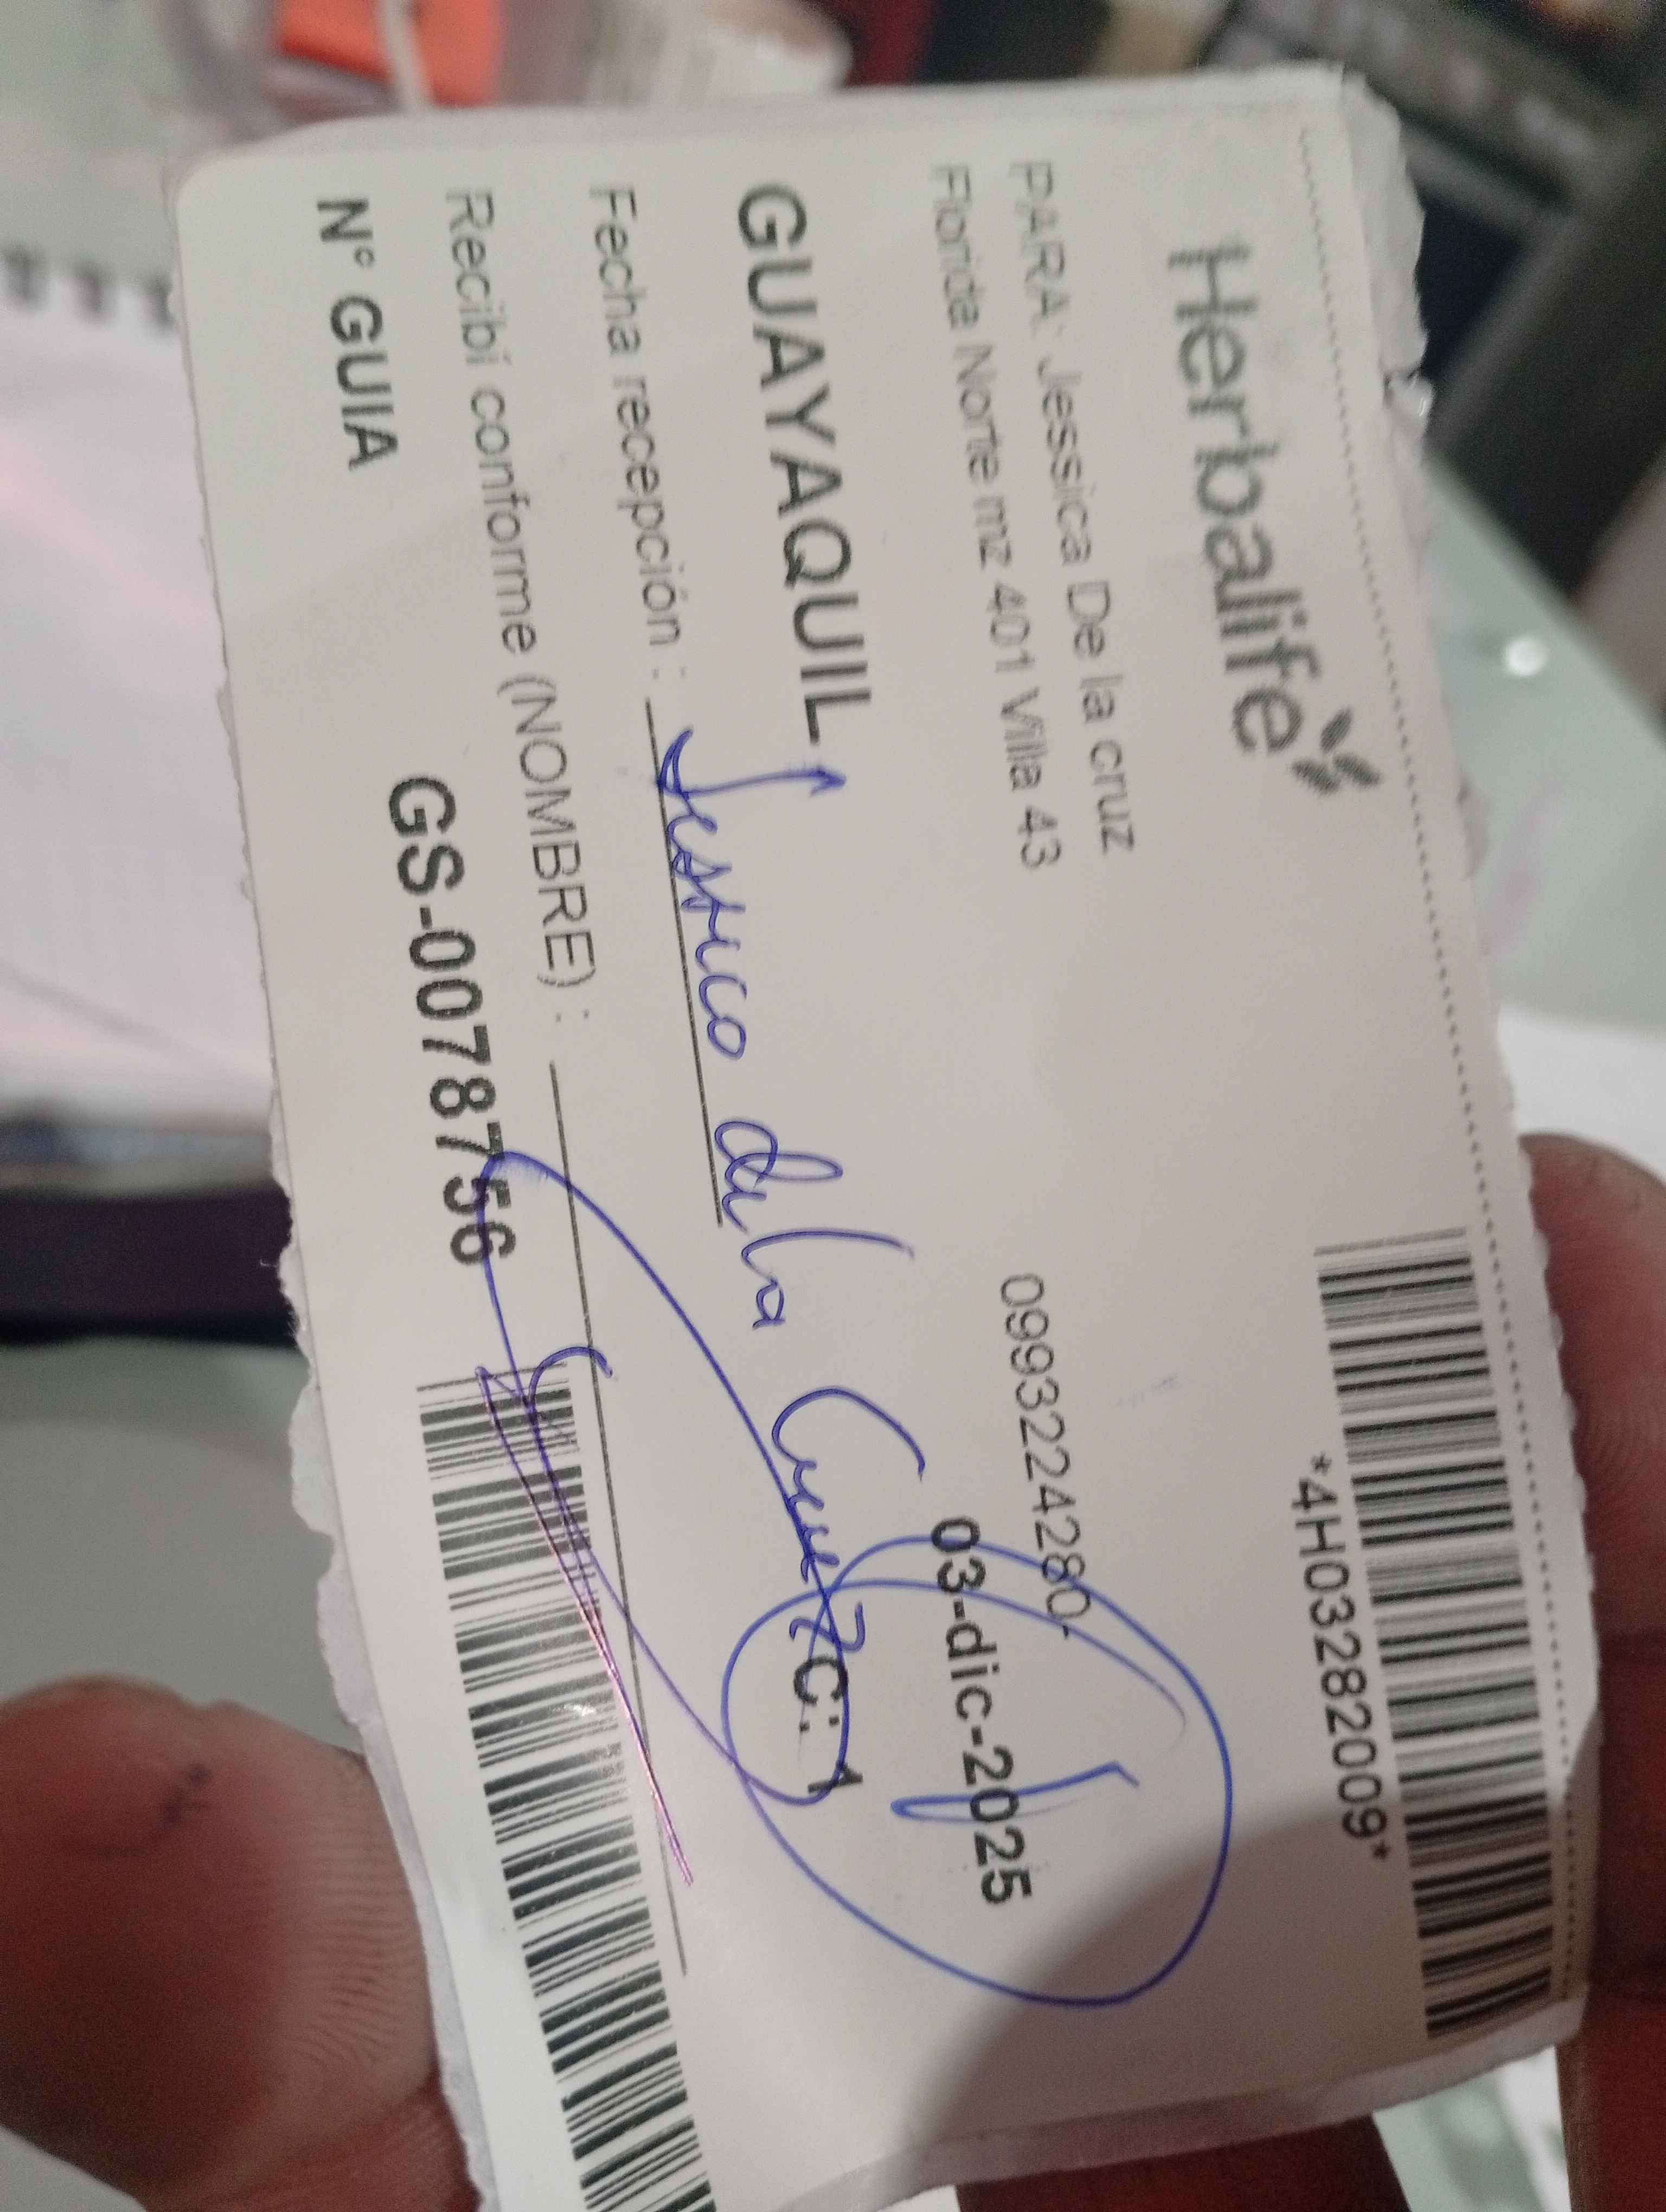 Herbalife
*4H03282009*
PARA: Jessica De la cruz
Florida Norte mz 401 Villa 43
0993224280-
03-dic-2025
GUAYAQUIL
C: 1
Fecha recepción : Jessica de la Cruz
Recibí conforme (NOMBRE) :
N° GUIA GS-0078756